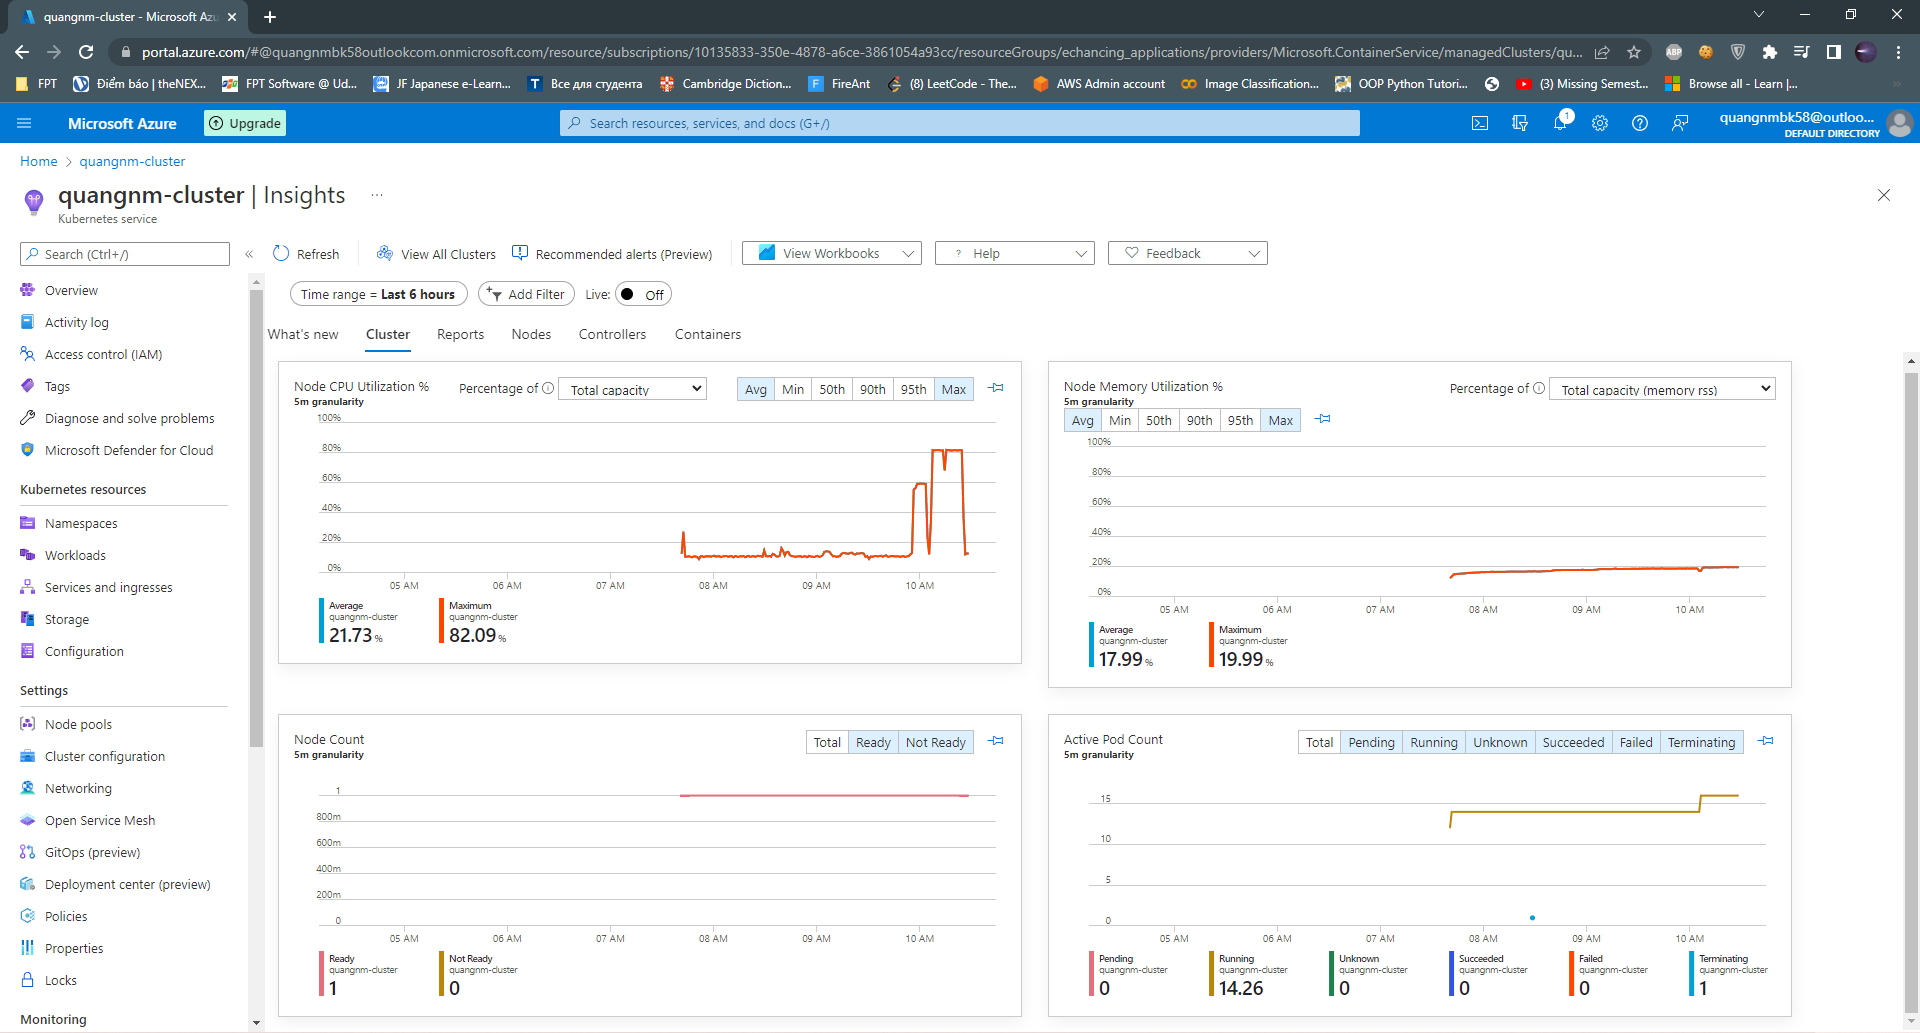 quangnm-cluster - Microsoft Azu
portal.azure.com/#@quangnmbk58outlookcom.onmicrosoft.com/resource/subscriptions/10135833-350e-4878-a6ce-3861054a93cc/resourceGroups/echancing_applications/providers/Microsoft.ContainerService/managedClusters/qu...
ABP
FPT Điểm báo | theNEX... FPT Software @ Ud... JF Japanese e-Learn... T Все для студента Cambridge Diction... F FireAnt (8) LeetCode - The... AWS Admin account Image Classification... OOP Python Tutori... (3) Missing Semest... Browse all - Learn |...
Microsoft Azure Upgrade Search resources, services, and docs (G+/) 1 quangnmbk58@outloo...
DEFAULT DIRECTORY
Home > quangnm-cluster
quangnm-cluster | Insights ...
Kubernetes service
Search (Ctrl+/) « Refresh View All Clusters Recommended alerts (Preview) View Workbooks ? Help Feedback
Time range = Last 6 hours Add Filter Live: Off
What's new Cluster Reports Nodes Controllers Containers
Overview
Activity log
Access control (IAM)
Tags
Diagnose and solve problems
Microsoft Defender for Cloud
Kubernetes resources
Namespaces
Workloads
Services and ingresses
Storage
Configuration
Settings
Node pools
Cluster configuration
Networking
Open Service Mesh
GitOps (preview)
Deployment center (preview)
Policies
Properties
Locks
Monitoring
Node CPU Utilization % Percentage of Total capacity Avg Min 50th 90th 95th Max
5m granularity
100%
80%
60%
40%
20%
0%
05 AM 06 AM 07 AM 08 AM 09 AM 10 AM
Average Maximum
quangnm-cluster quangnm-cluster
21.73 % 82.09 %
Node Memory Utilization % Percentage of Total capacity (memory rss)
5m granularity
Avg Min 50th 90th 95th Max
100%
80%
60%
40%
20%
0%
05 AM 06 AM 07 AM 08 AM 09 AM 10 AM
Average Maximum
quangnm-cluster quangnm-cluster
17.99 % 19.99 %
Node Count Total Ready Not Ready
5m granularity
1
800m
600m
400m
200m
0
05 AM 06 AM 07 AM 08 AM 09 AM 10 AM
Ready Not Ready
quangnm-cluster quangnm-cluster
1 0
Active Pod Count Total Pending Running Unknown Succeeded Failed Terminating
5m granularity
15
10
5
0
05 AM 06 AM 07 AM 08 AM 09 AM 10 AM
Pending Running Unknown Succeeded Failed Terminating
quangnm-cluster quangnm-cluster quangnm-cluster quangnm-cluster quangnm-cluster quangnm-cluster
0 14.26 0 0 0 1